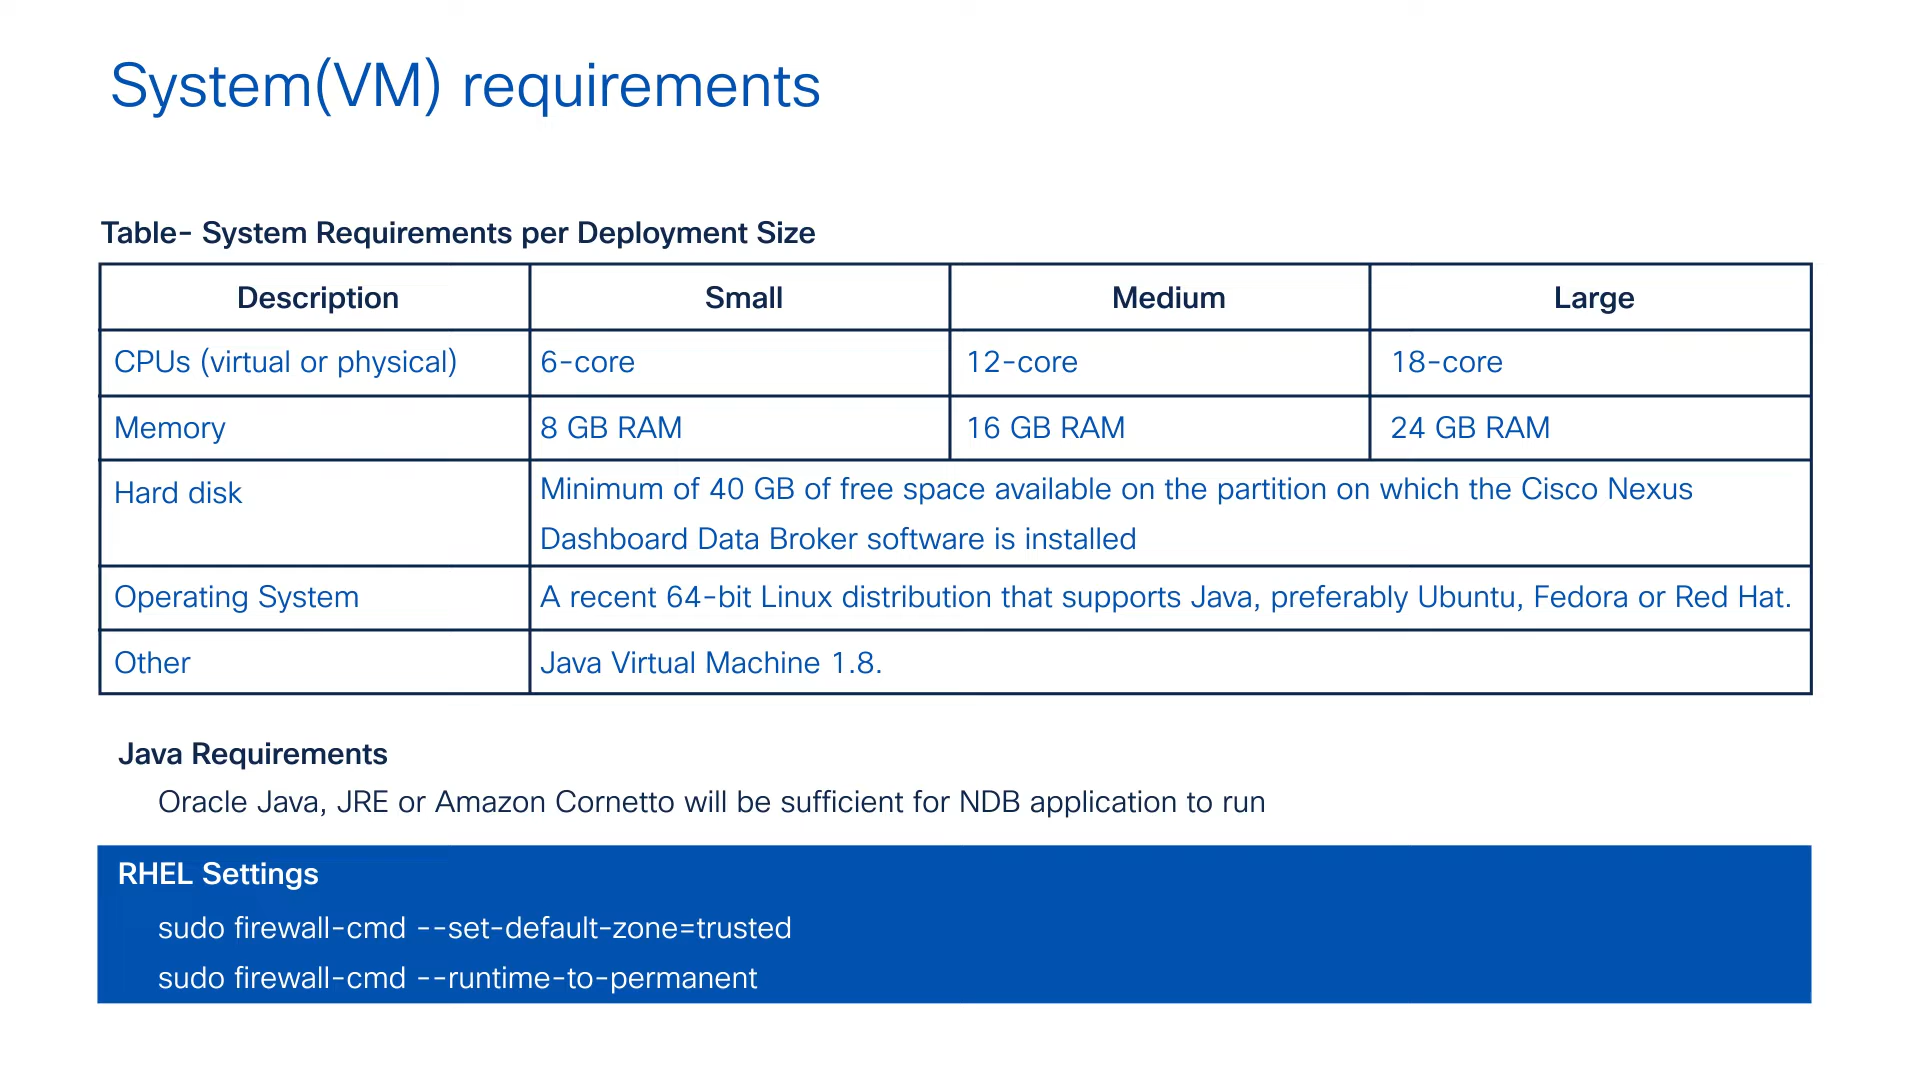 System(VM) requirements
Table- System Requirements per Deployment Size
Description Small Medium Large
CPUs (virtual or physical) 6-core 12-core 18-core
Memory 8 GB RAM 16 GB RAM 24 GB RAM
Hard disk Minimum of 40 GB of free space available on the partition on which the Cisco Nexus
Dashboard Data Broker software is installed
Operating System A recent 64-bit Linux distribution that supports Java, preferably Ubuntu, Fedora or Red Hat.
Other Java Virtual Machine 1.8.
Java Requirements
Oracle Java, JRE or Amazon Cornetto will be sufficient for NDB application to run
RHEL Settings
sudo firewall-cmd --set-default-zone=trusted
sudo firewall-cmd --runtime-to-permanent